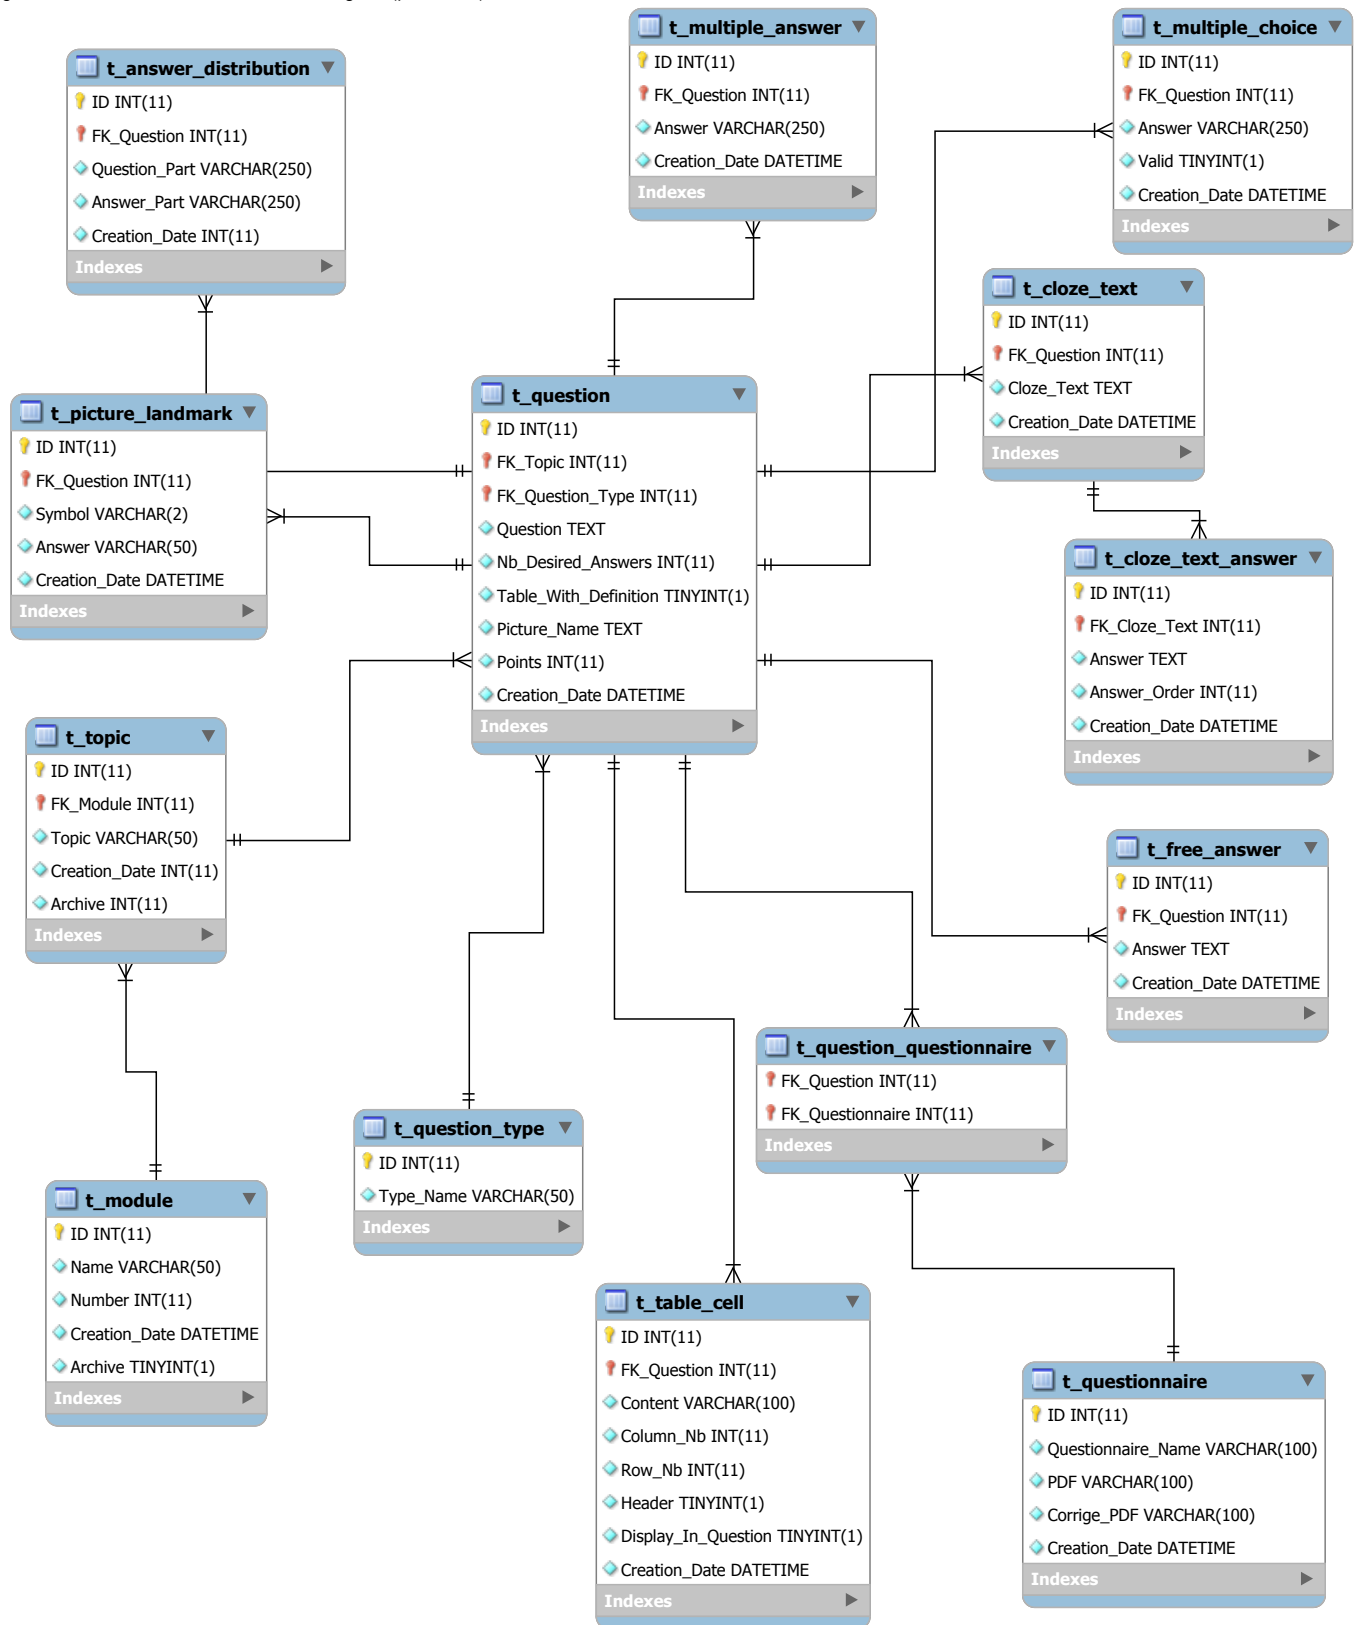 t_multiple_answer
ID INT(11)
FK_Question INT(11)
Answer VARCHAR(250)
Creation_Date DATETIME
Indexes
t_multiple_choice
ID INT(11)
FK_Question INT(11)
Answer VARCHAR(250)
Valid TINYINT(1)
Creation_Date DATETIME
Indexes
t_answer_distribution
ID INT(11)
FK_Question INT(11)
Question_Part VARCHAR(250)
Answer_Part VARCHAR(250)
Creation_Date INT(11)
Indexes
t_cloze_text
ID INT(11)
FK_Question INT(11)
Cloze_Text TEXT
Creation_Date DATETIME
Indexes
t_picture_landmark
ID INT(11)
FK_Question INT(11)
Symbol VARCHAR(2)
Answer VARCHAR(50)
Creation_Date DATETIME
Indexes
t_question
ID INT(11)
FK_Topic INT(11)
FK_Question_Type INT(11)
Question TEXT
Nb_Desired_Answers INT(11)
Table_With_Definition TINYINT(1)
Picture_Name TEXT
Points INT(11)
Creation_Date DATETIME
Indexes
t_cloze_text_answer
ID INT(11)
FK_Cloze_Text INT(11)
Answer TEXT
Answer_Order INT(11)
Creation_Date DATETIME
Indexes
t_topic
ID INT(11)
FK_Module INT(11)
Topic VARCHAR(50)
Creation_Date INT(11)
Archive INT(11)
Indexes
t_free_answer
ID INT(11)
FK_Question INT(11)
Answer TEXT
Creation_Date DATETIME
Indexes
t_question_questionnaire
FK_Question INT(11)
FK_Questionnaire INT(11)
Indexes
t_question_type
ID INT(11)
Type_Name VARCHAR(50)
Indexes
t_module
ID INT(11)
Name VARCHAR(50)
Number INT(11)
Creation_Date DATETIME
Archive TINYINT(1)
Indexes
t_table_cell
ID INT(11)
FK_Question INT(11)
Content VARCHAR(100)
Column_Nb INT(11)
Row_Nb INT(11)
Header TINYINT(1)
Display_In_Question TINYINT(1)
Creation_Date DATETIME
Indexes
t_questionnaire
ID INT(11)
Questionnaire_Name VARCHAR(100)
PDF VARCHAR(100)
Corrige_PDF VARCHAR(100)
Creation_Date DATETIME
Indexes